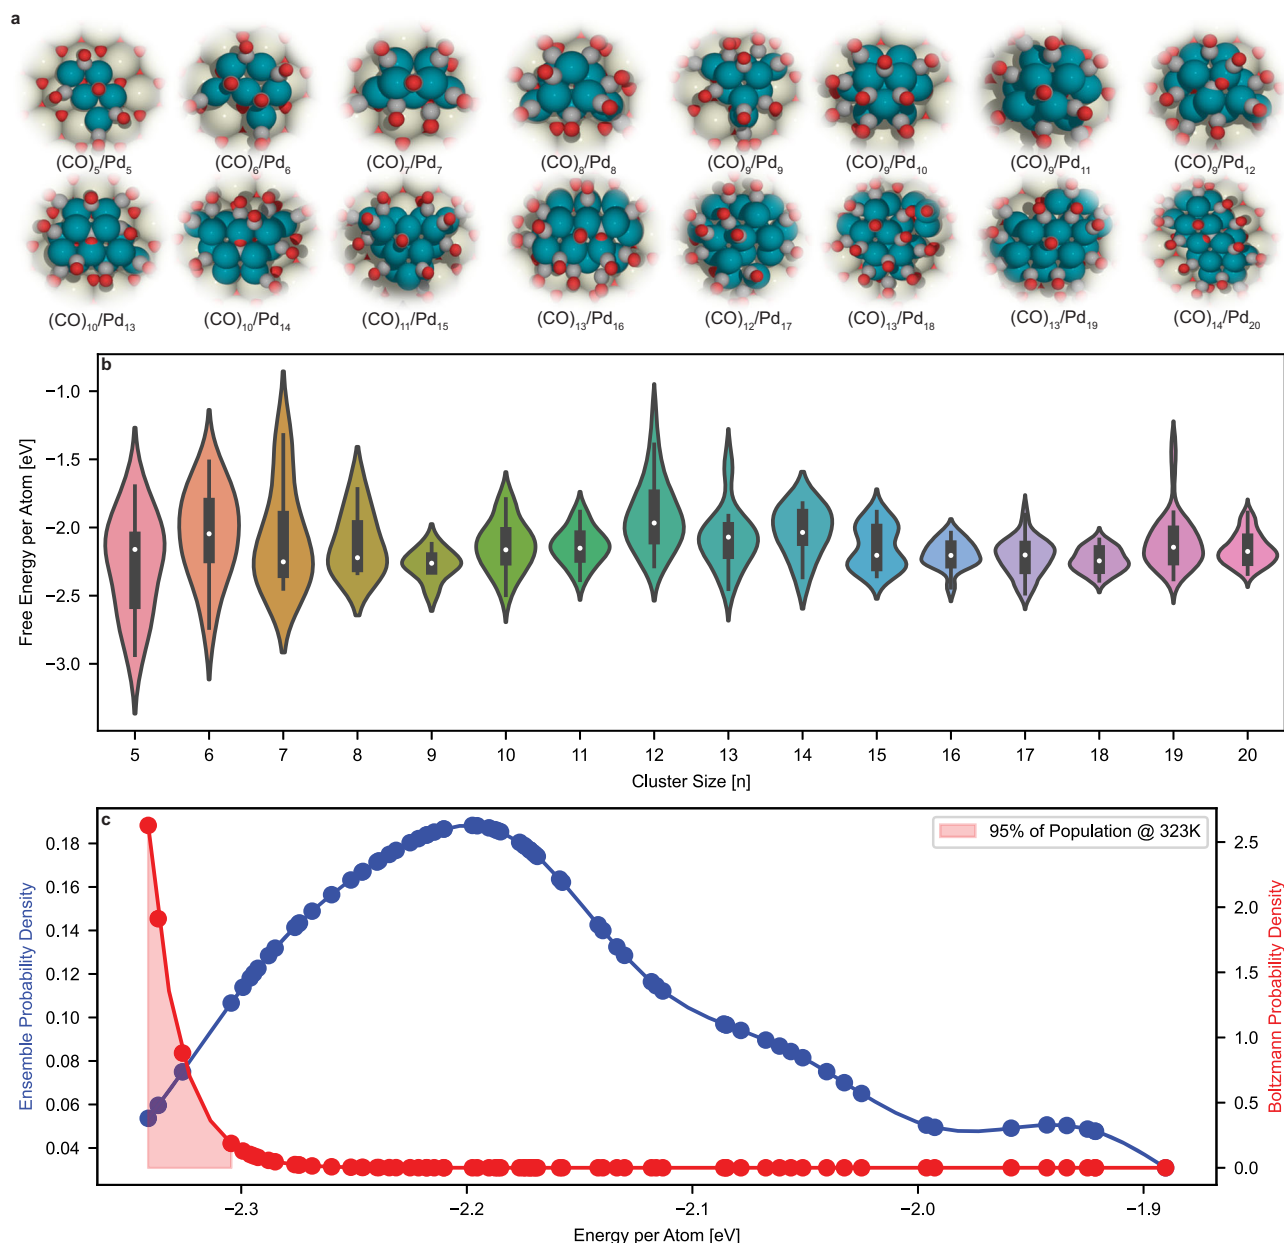 a
(CO)₅/Pd₅ (CO)₆/Pd₆ (CO)₇/Pd₇ (CO)₈/Pd₈ (CO)₉/Pd₉ (CO)₉/Pd₁₀ (CO)₉/Pd₁₁ (CO)₉/Pd₁₂
(CO)₁₀/Pd₁₃ (CO)₁₀/Pd₁₄ (CO)₁₁/Pd₁₅ (CO)₁₃/Pd₁₆ (CO)₁₂/Pd₁₇ (CO)₁₃/Pd₁₈ (CO)₁₃/Pd₁₉ (CO)₁₄/Pd₂₀
b
Free Energy per Atom [eV]
−1.0
−1.5
−2.0
−2.5
−3.0
5 6 7 8 9 10 11 12 13 14 15 16 17 18 19 20
Cluster Size [n]
c
95% of Population @ 323K
Ensemble Probability Density
0.18
0.16
0.14
0.12
0.10
0.08
0.06
0.04
2.5
2.0
1.5
1.0
0.5
0.0
Boltzmann Probability Density
−2.3 −2.2 −2.1 −2.0 −1.9
Energy per Atom [eV]